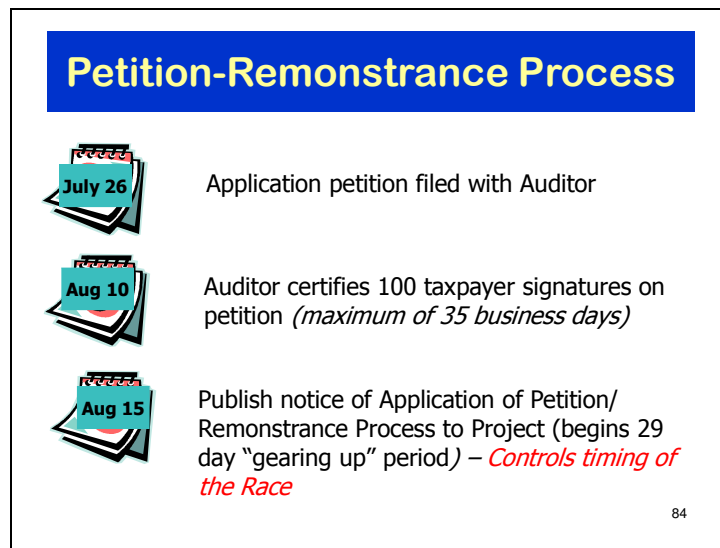 Petition-Remonstrance Process
July 26
Application petition filed with Auditor
Aug 10
Auditor certifies 100 taxpayer signatures on
petition (maximum of 35 business days)
Aug 15
Publish notice of Application of Petition/
Remonstrance Process to Project (begins 29
day “gearing up” period) – Controls timing of
the Race
84